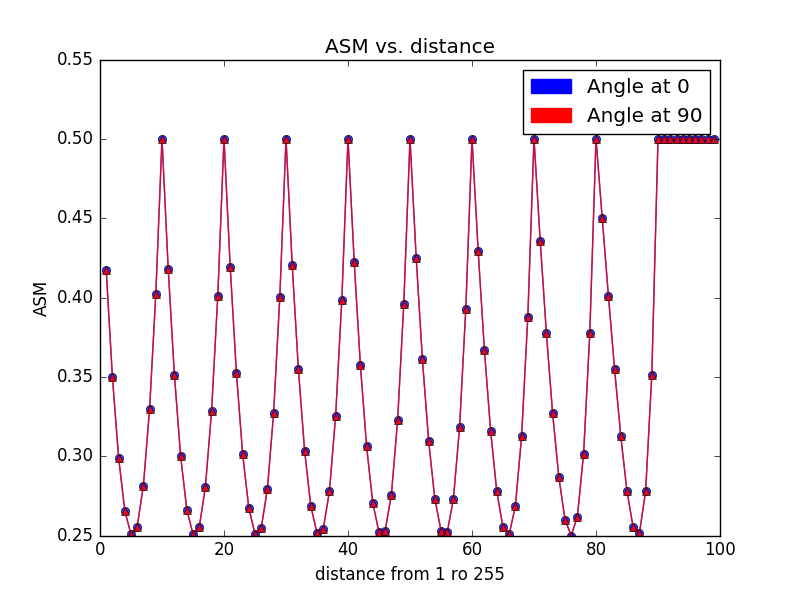 ASM vs. distance
0.55
0.50
0.45
0.40
0.35
0.30
0.25
ASM
Angle at 0
Angle at 90
0 20 40 60 80 100
distance from 1 ro 255